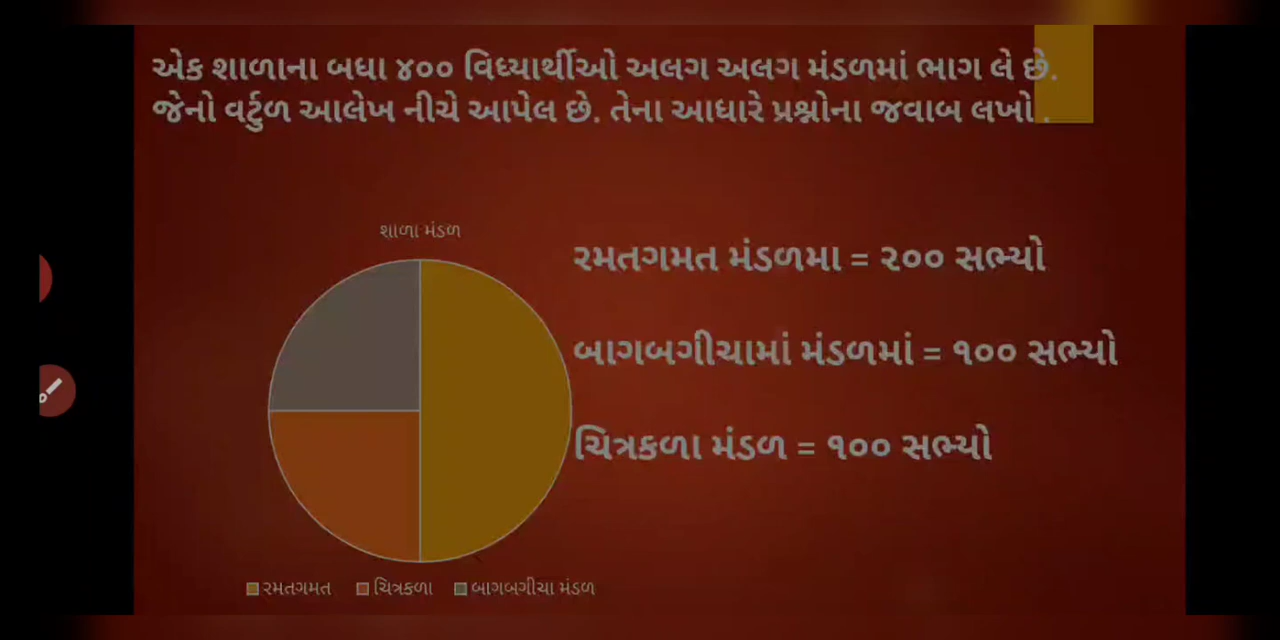 એક શાળાના બધા ૪૦૦ વિધ્યાર્થીઓ અલગ અલગ મંડળમાં ભાગ લે છે.
જેનો વર્ટુળ આલેખ નીચે આપેલ છે. તેના આધારે પ્રશ્નોના જવાબ લખો .
શાળા મંડળ
રમતગમત મંડળમા = ૨૦૦ સભ્યો
બાગબગીચામાં મંડળમાં = ૧૦૦ સભ્યો
ચિત્રકળા મંડળ = ૧૦૦ સભ્યો
રમતગમત ચિત્રકળા બાગબગીચા મંડળ